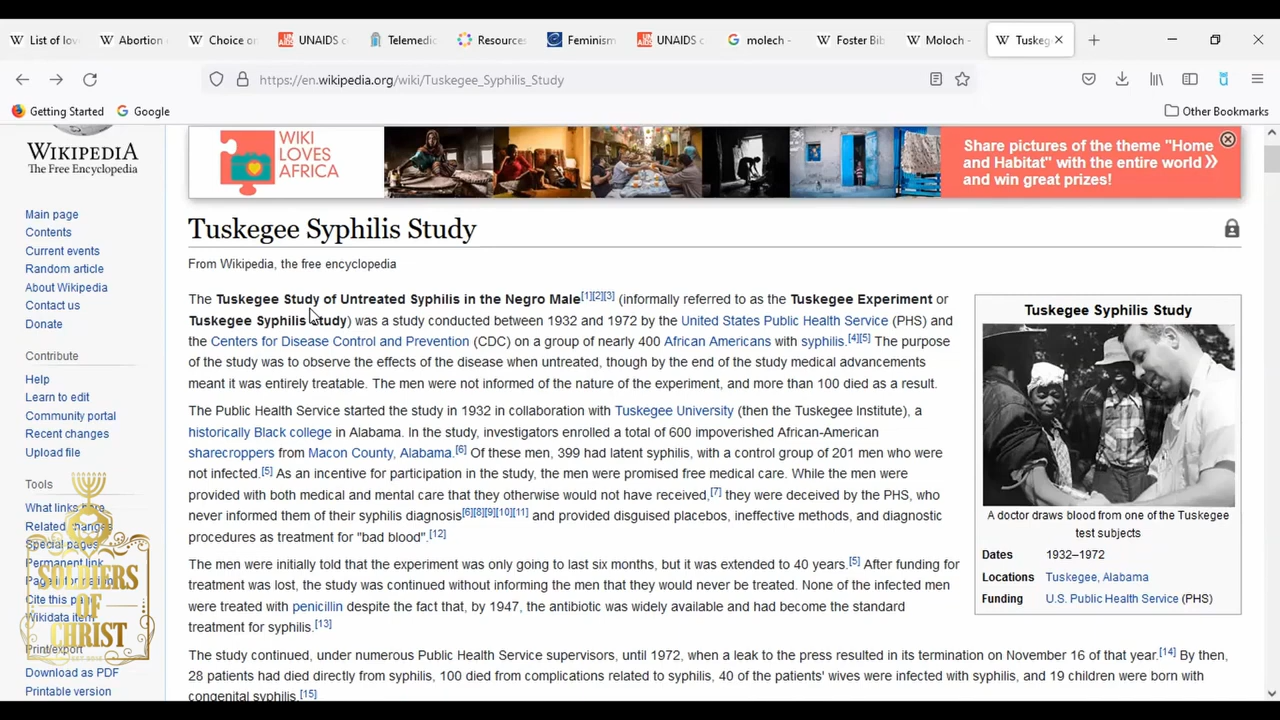 List of lov
Abortion
Choice on
UNAIDS c
Telemedic
Resources
Feminism
UNAIDS c
molech -
Foster Bib
Moloch -
Tuskeg
https://en.wikipedia.org/wiki/Tuskegee_Syphilis_Study
Getting Started
Google
Other Bookmarks
WIKIPEDIA
The Free Encyclopedia
Main page
Contents
Current events
Random article
About Wikipedia
Contact us
Donate
Contribute
Help
Learn to edit
Community portal
Recent changes
Upload file
Tools
What links here
Related changes
Special pages
Permanent link
Page information
Cite this page
Wikidata item
Print/export
Download as PDF
Printable version
SOLDIERS
OF
CHRIST
WIKI
LOVES
AFRICA
Share pictures of the theme "Home
and Habitat" with the entire world
and win great prizes!
Tuskegee Syphilis Study
From Wikipedia, the free encyclopedia
The Tuskegee Study of Untreated Syphilis in the Negro Male[1][2][3] (informally referred to as the Tuskegee Experiment or
Tuskegee Syphilis Study) was a study conducted between 1932 and 1972 by the United States Public Health Service (PHS) and
the Centers for Disease Control and Prevention (CDC) on a group of nearly 400 African Americans with syphilis.[4][5] The purpose
of the study was to observe the effects of the disease when untreated, though by the end of the study medical advancements
meant it was entirely treatable. The men were not informed of the nature of the experiment, and more than 100 died as a result.
The Public Health Service started the study in 1932 in collaboration with Tuskegee University (then the Tuskegee Institute), a
historically Black college in Alabama. In the study, investigators enrolled a total of 600 impoverished African-American
sharecroppers from Macon County, Alabama.[6] Of these men, 399 had latent syphilis, with a control group of 201 men who were
not infected.[5] As an incentive for participation in the study, the men were promised free medical care. While the men were
provided with both medical and mental care that they otherwise would not have received,[7] they were deceived by the PHS, who
never informed them of their syphilis diagnosis[6][8][9][10][11] and provided disguised placebos, ineffective methods, and diagnostic
procedures as treatment for "bad blood".[12]
The men were initially told that the experiment was only going to last six months, but it was extended to 40 years.[5] After funding for
treatment was lost, the study was continued without informing the men that they would never be treated. None of the infected men
were treated with penicillin despite the fact that, by 1947, the antibiotic was widely available and had become the standard
treatment for syphilis.[13]
The study continued, under numerous Public Health Service supervisors, until 1972, when a leak to the press resulted in its termination on November 16 of that year.[14] By then,
28 patients had died directly from syphilis, 100 died from complications related to syphilis, 40 of the patients' wives were infected with syphilis, and 19 children were born with
congenital syphilis.[15]
Tuskegee Syphilis Study
A doctor draws blood from one of the Tuskegee
test subjects
Dates 1932–1972
Locations Tuskegee, Alabama
Funding U.S. Public Health Service (PHS)